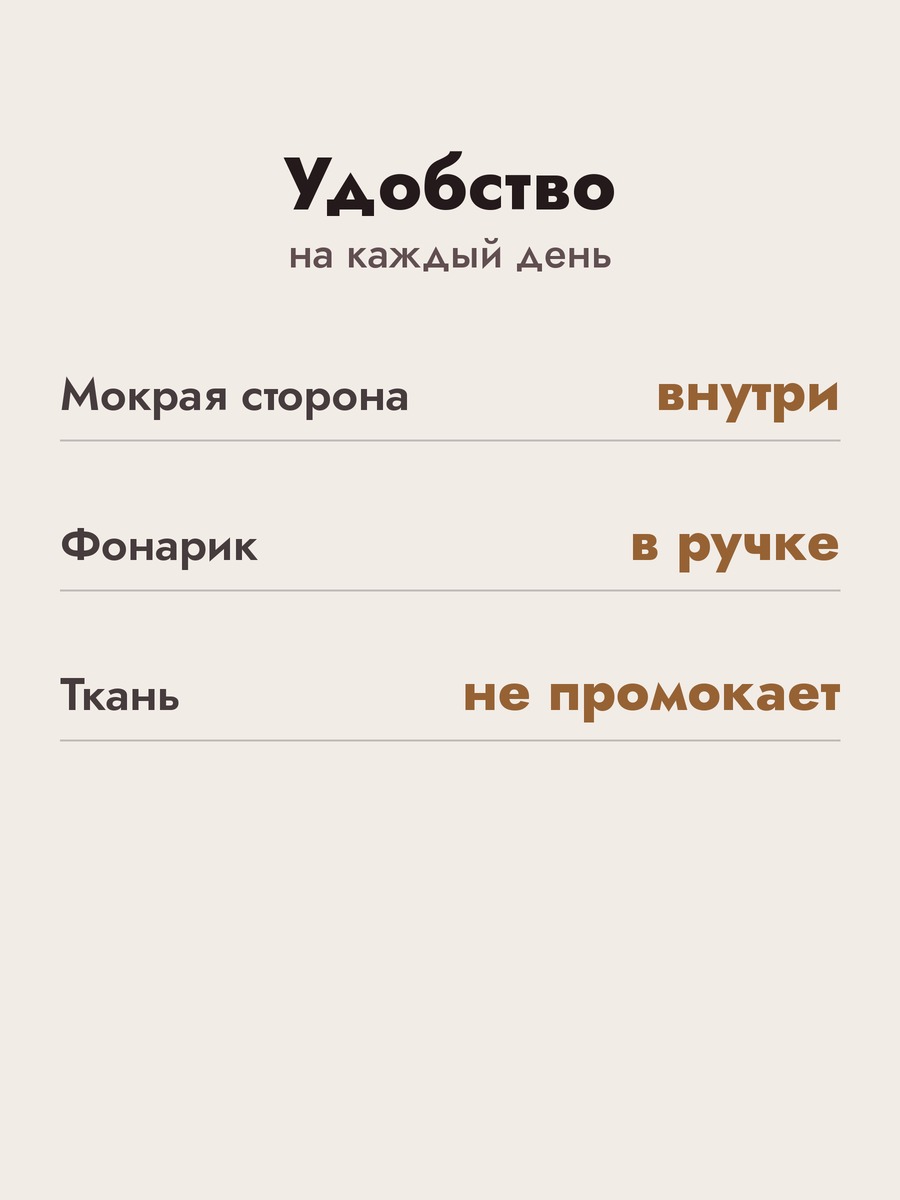 Удобство
на каждый день
Мокрая сторона внутри
Фонарик в ручке
Ткань не промокает